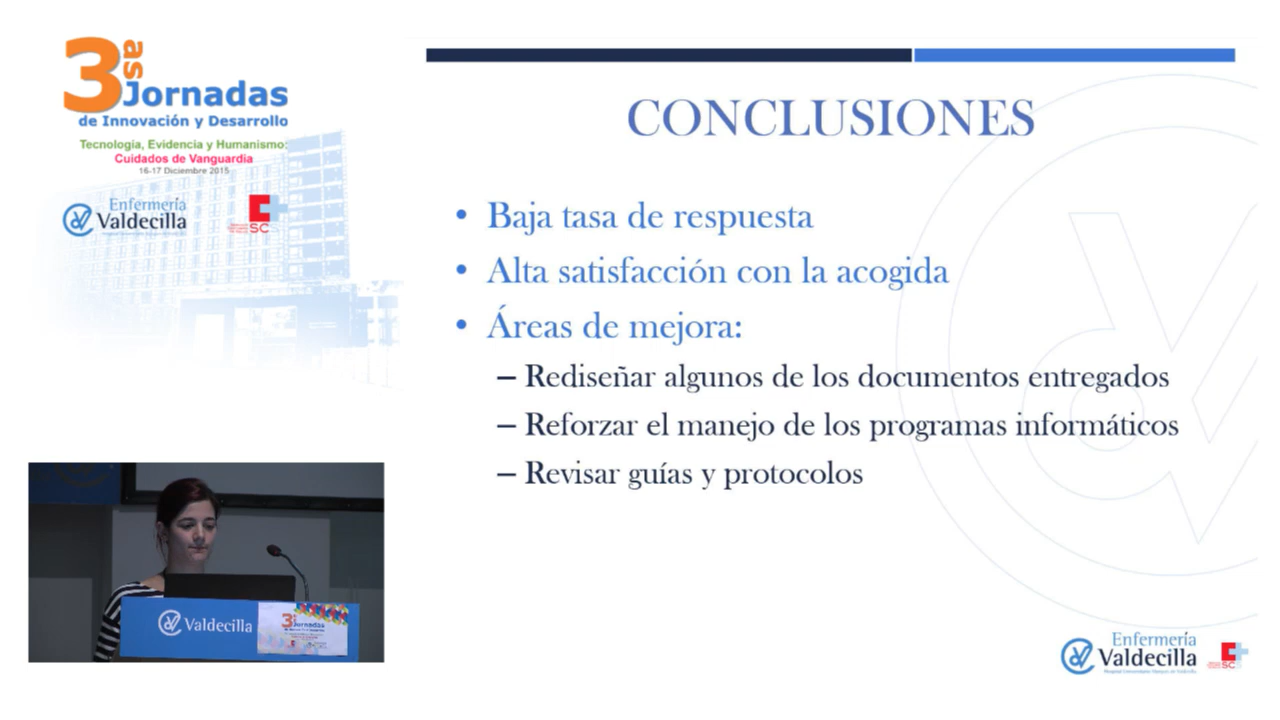 3as Jornadas
de Innovación y Desarrollo
Tecnología, Evidencia y Humanismo:
Cuidados de Vanguardia
16-17 Diciembre 2015
Enfermería
Valdecilla
SC
CONCLUSIONES
• Baja tasa de respuesta
• Alta satisfacción con la acogida
• Áreas de mejora:
– Rediseñar algunos de los documentos entregados
– Reforzar el manejo de los programas informáticos
– Revisar guías y protocolos
Valdecilla
3as Jornadas
Enfermería
Valdecilla
SC